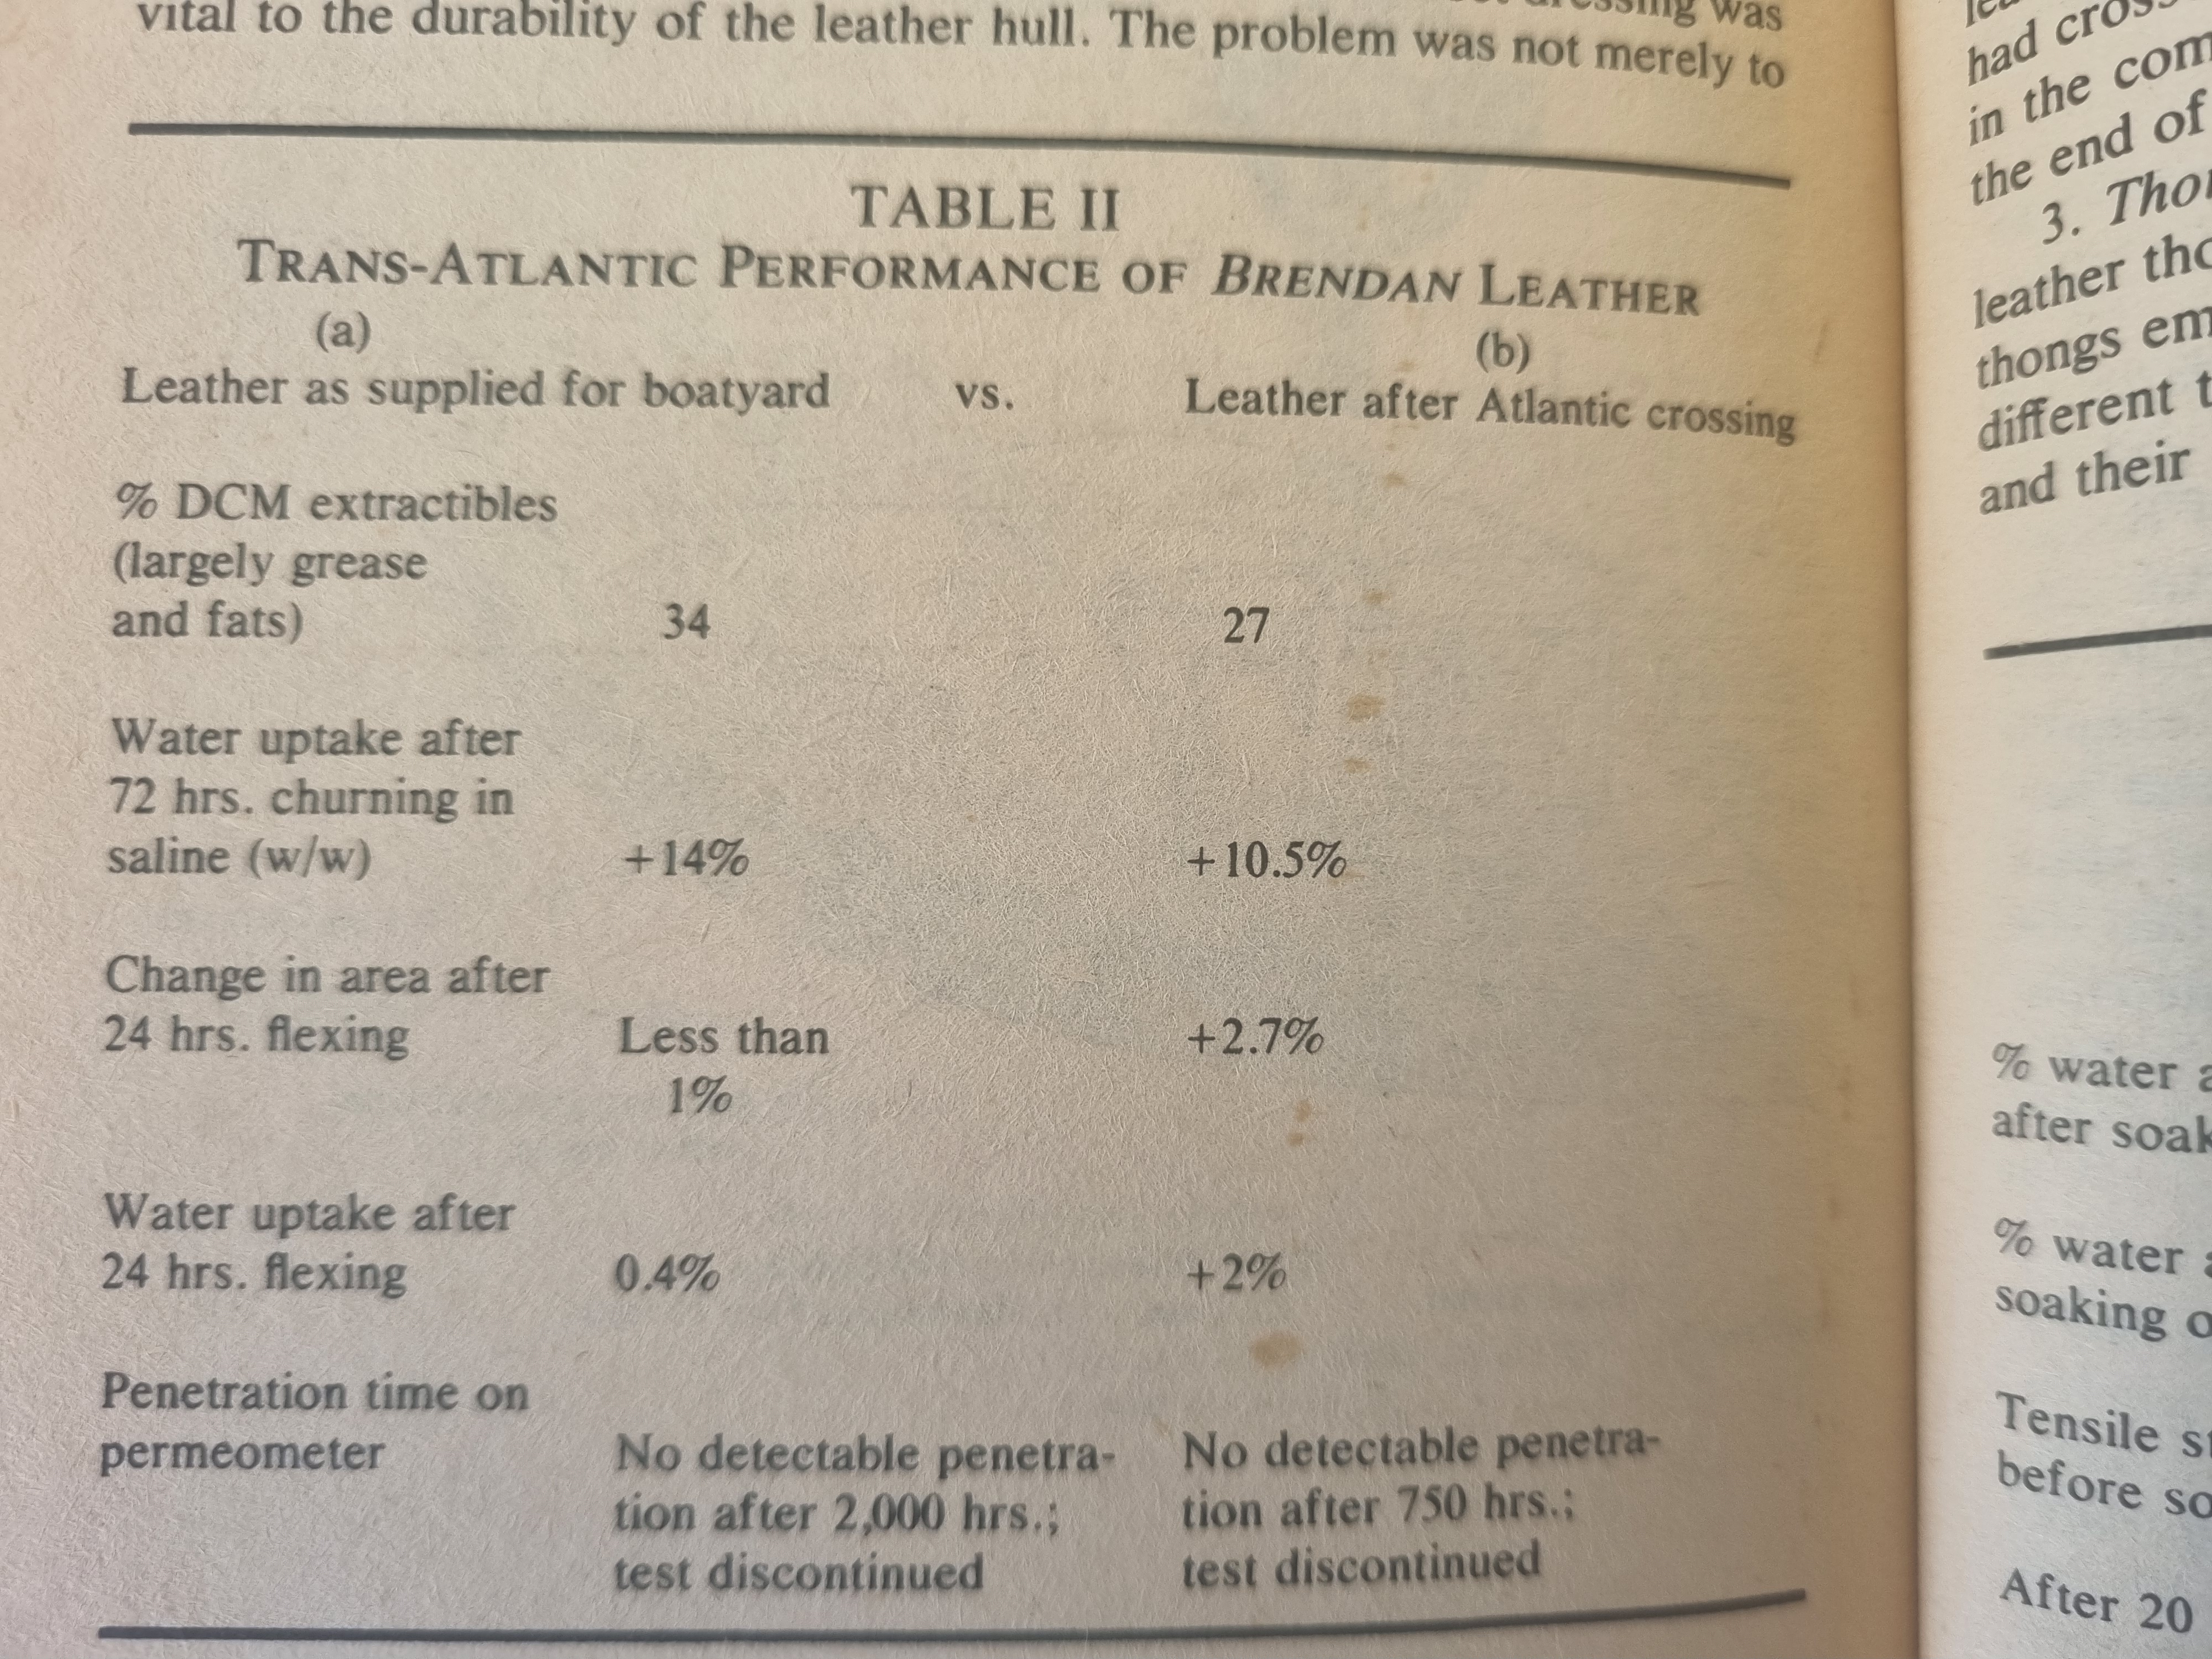 was
vital to the durability of the leather hull. The problem was not merely to
TABLE II
TRANS-ATLANTIC PERFORMANCE OF BRENDAN LEATHER
(a)
(b)
Leather as supplied for boatyard vs. Leather after Atlantic crossing
% DCM extractibles
(largely grease
and fats) 34 27
Water uptake after
72 hrs. churning in
saline (w/w) +14% +10.5%
Change in area after
24 hrs. flexing Less than +2.7%
1%
Water uptake after
24 hrs. flexing 0.4% +2%
Penetration time on
permeometer No detectable penetra- No detectable penetra-
tion after 2,000 hrs.; tion after 750 hrs.;
test discontinued test discontinued
had
in the
the end of
3.
leather
thongs
different
and their
% water
after
% water
soaking
Tensile
before
After 20